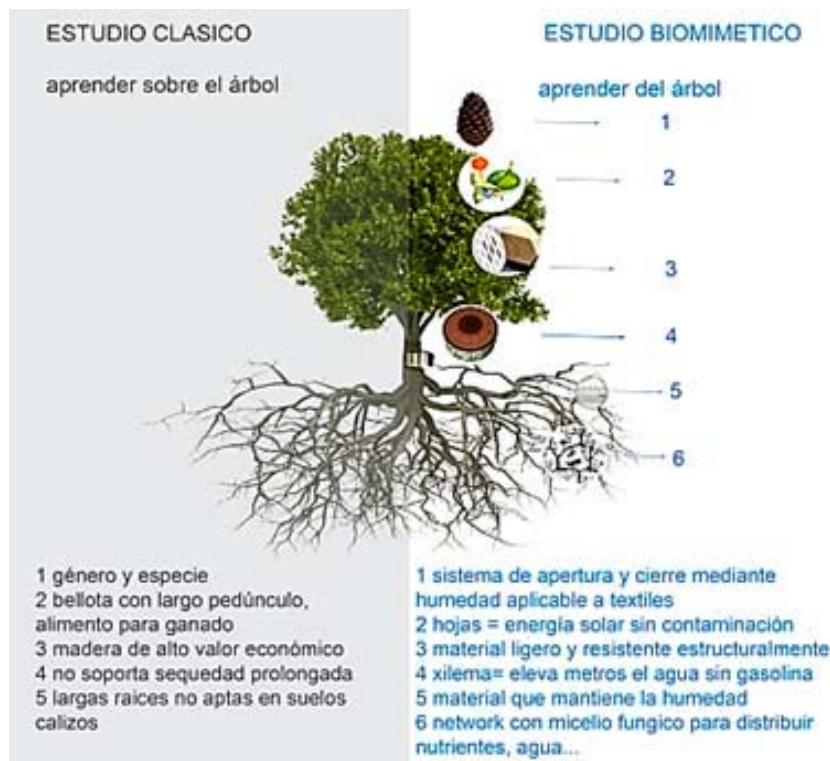 ESTUDIO CLASICO
aprender sobre el árbol
ESTUDIO BIOMIMETICO
aprender del árbol
1
2
3
4
5
6
1 género y especie
2 bellota con largo pedúnculo,
alimento para ganado
3 madera de alto valor económico
4 no soporta sequedad prolongada
5 largas raices no aptas en suelos
calizos
1 sistema de apertura y cierre mediante
humedad aplicable a textiles
2 hojas = energía solar sin contaminación
3 material ligero y resistente estructuralmente
4 xilema= eleva metros el agua sin gasolina
5 material que mantiene la humedad
6 network con micelio fungico para distribuir
nutrientes, agua...